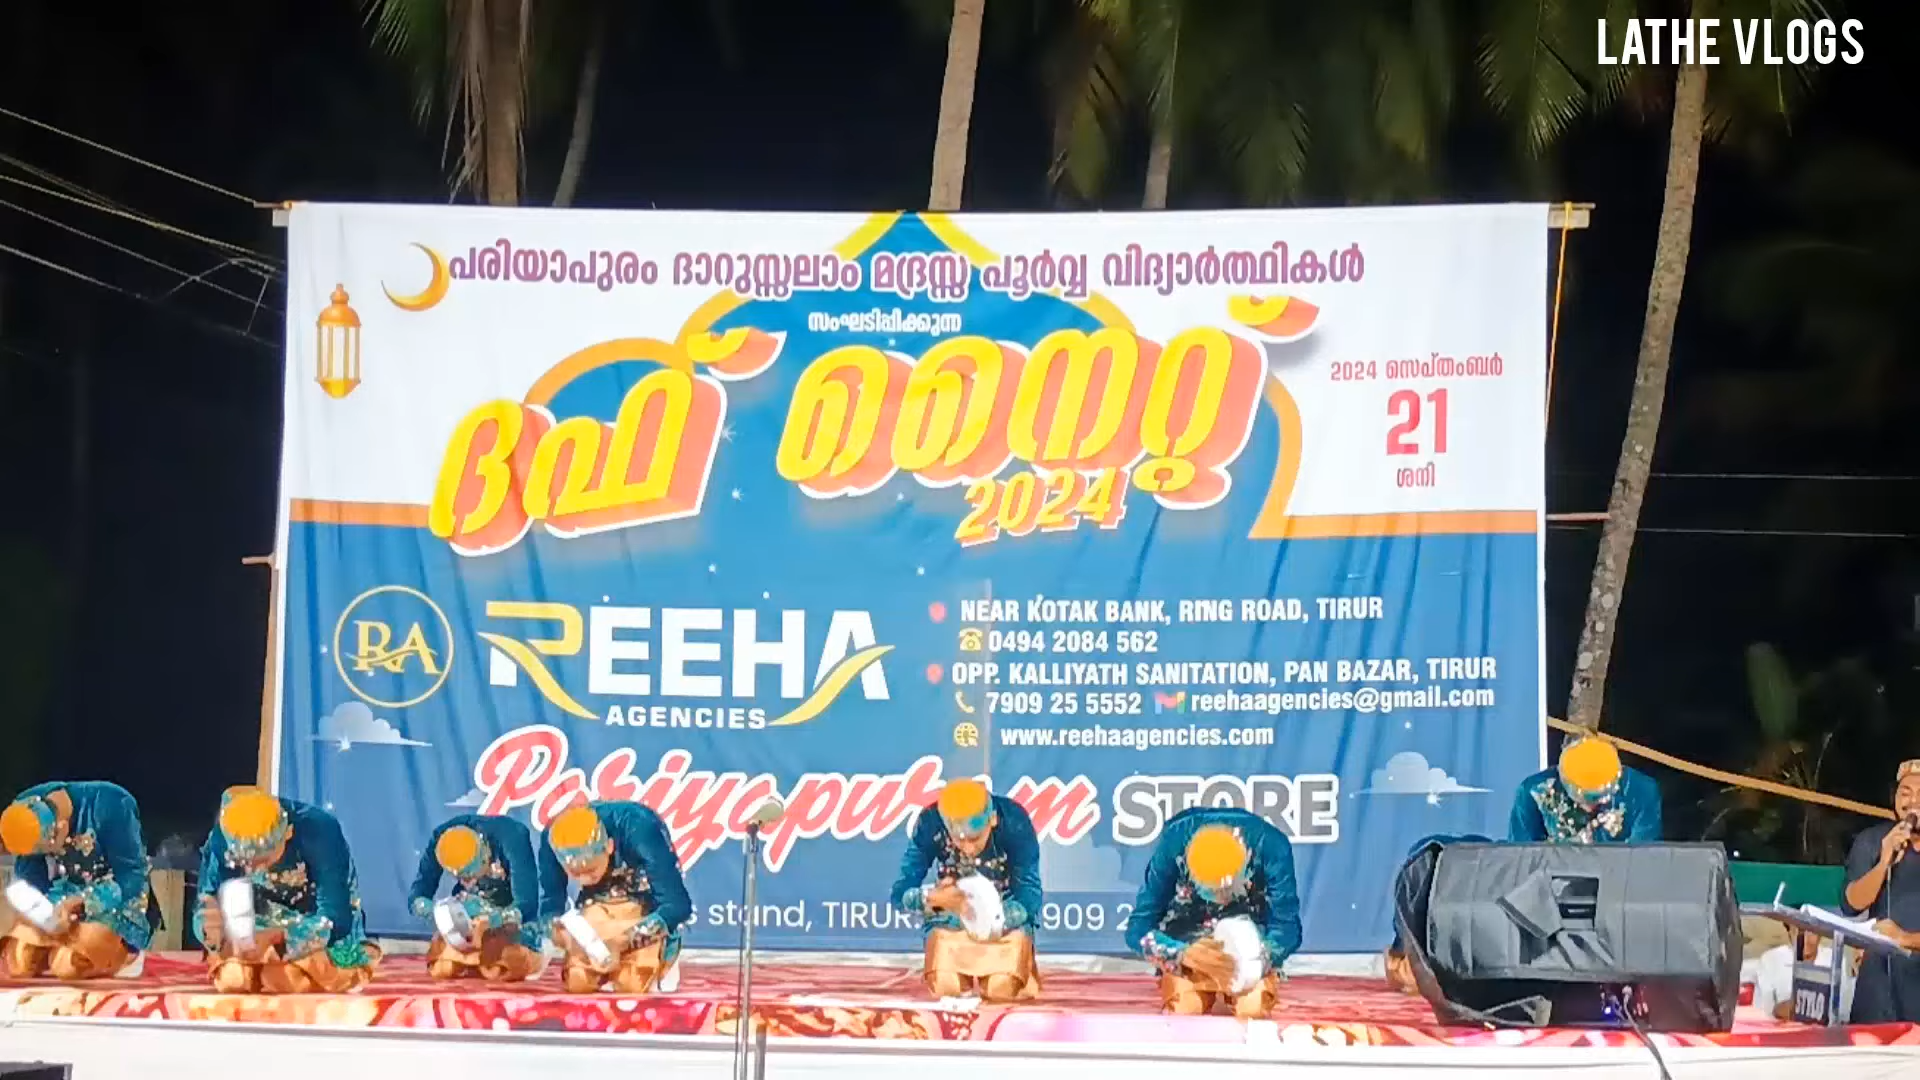 LATHE VLOGS
പരിയാപുരം ദാറുസ്സലാം മദ്രസ്സ പൂർവ്വ വിദ്യാർത്ഥികൾ
സംഘടിപ്പിക്കുന്ന
ദഫ് നൈറ്റ്
2024
2024 സെപ്തംബർ
21
ശനി
RA
REEHA
AGENCIES
NEAR KOTAK BANK, RING ROAD, TIRUR
0494 2084 562
OPP. KALLIYATH SANITATION, PAN BAZAR, TIRUR
7909 25 5552 reehaagencies@gmail.com
www.reehaagencies.com
Pariyapuram STORE
stand, TIRUR.
STYLO